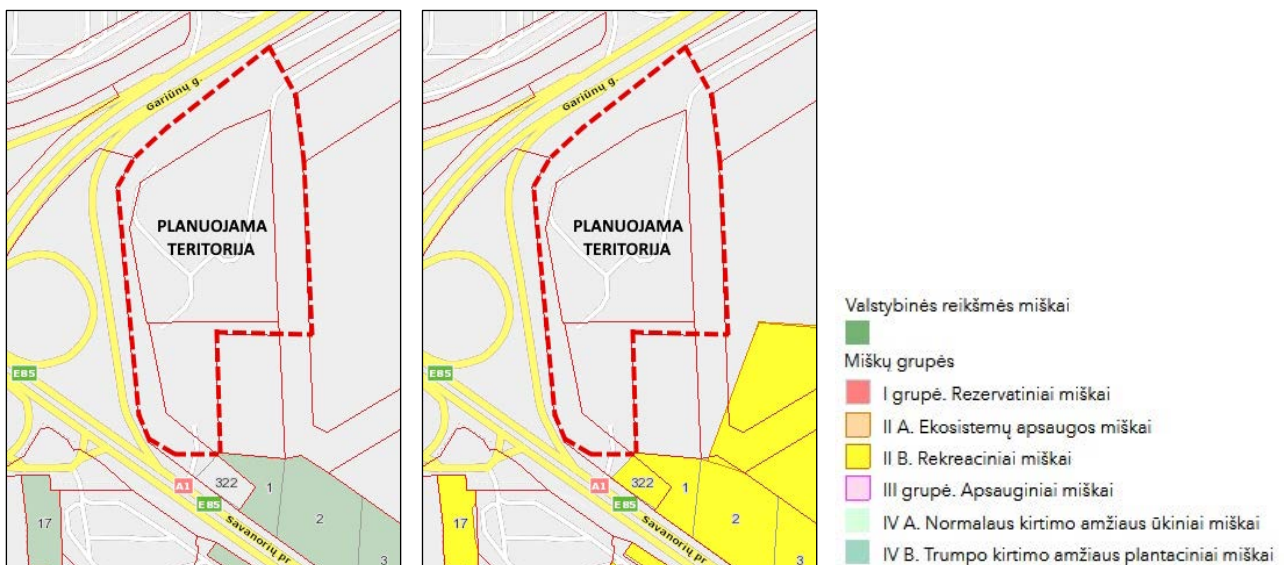 Gariūnų g.
PLANUOJAMA
TERITORIJA
E85
A1
E85
322
1
2
3
17
Savanorių pr
Gariūnų g.
PLANUOJAMA
TERITORIJA
E85
A1
E85
322
1
2
3
17
Savanorių pr
Valstybinės reikšmės miškai
Miškų grupės
I grupė. Rezervatiniai miškai
II A. Ekosistemų apsaugos miškai
II B. Rekreaciniai miškai
III grupė. Apsauginiai miškai
IV A. Normalaus kirtimo amžiaus ūkiniai miškai
IV B. Trumpo kirtimo amžiaus plantaciniai miškai